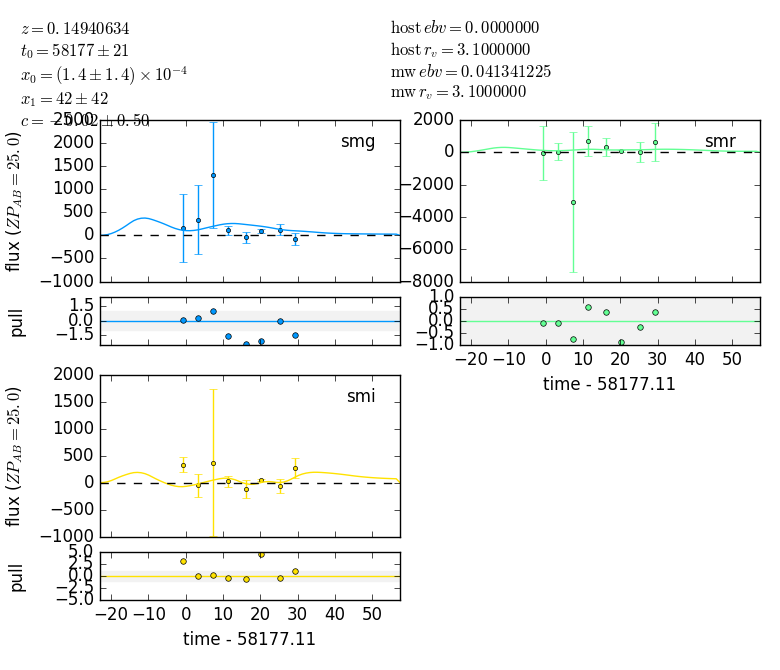 z = 0.14940634
t₀ = 58177 ± 21
x₀ = (1.4 ± 1.4) × 10⁻⁴
x₁ = 42 ± 42
host ebv = 0.0000000
host r_v = 3.1000000
mw ebv = 0.041341225
mw r_v = 3.1000000
smg
flux (ZP_AB = 25.0)
2500
2000
1500
1000
500
0
−500
−1000
pull
1.5
0.0
−1.5
smr
2000
0
−2000
−4000
−6000
−8000
1.0
0.5
0.0
−0.5
−1.0
−20 −10 0 10 20 30 40 50
time - 58177.11
smi
flux (ZP_AB = 25.0)
2000
1500
1000
500
0
−500
−1000
pull
5.0
2.5
0.0
−2.5
−5.0
−20 −10 0 10 20 30 40 50
time - 58177.11